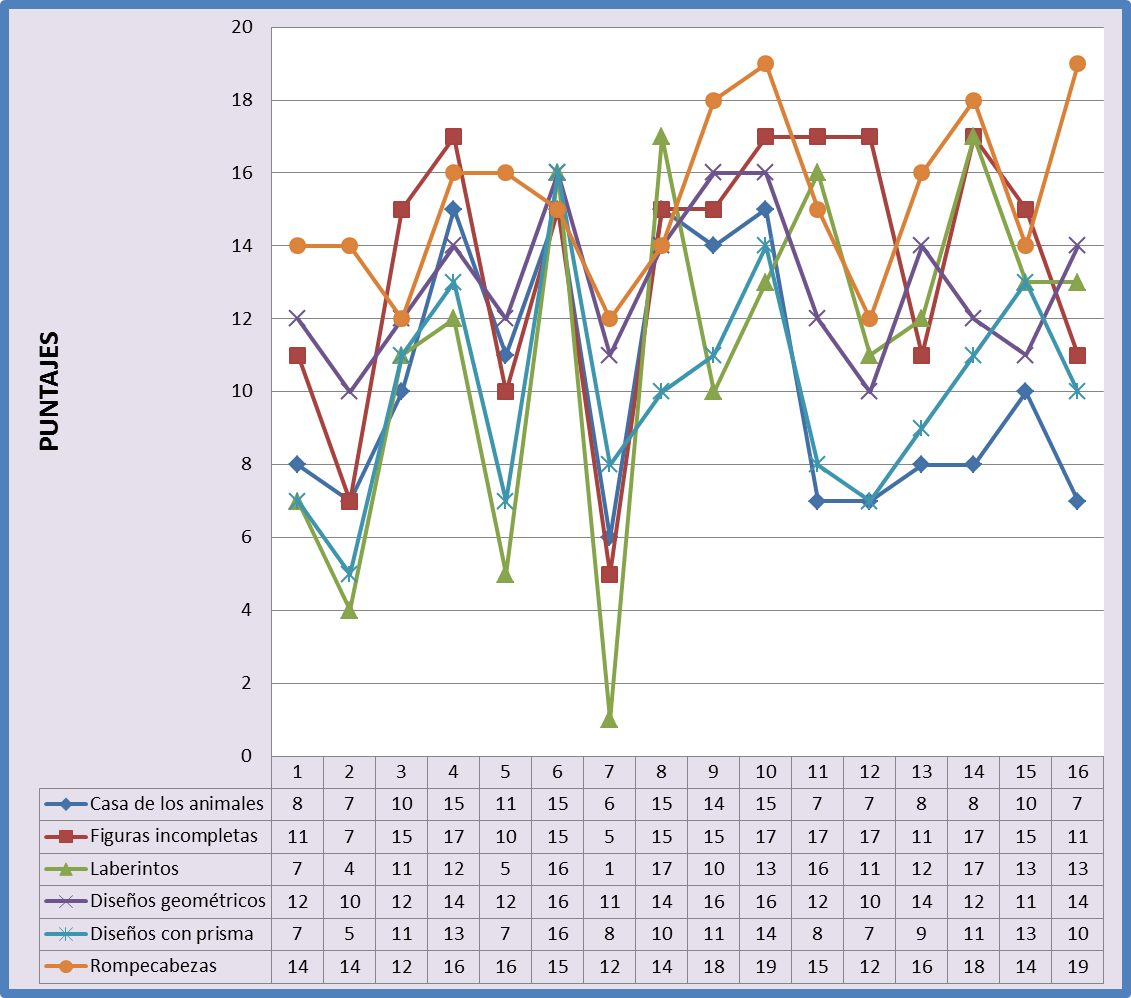 PUNTAJES
20
18
16
14
12
10
8
6
4
2
0
1 2 3 4 5 6 7 8 9 10 11 12 13 14 15 16
Casa de los animales 8 7 10 15 11 15 6 15 14 15 7 7 8 8 10 7
Figuras incompletas 11 7 15 17 10 15 5 15 15 17 17 17 11 17 15 11
Laberintos 7 4 11 12 5 16 1 17 10 13 16 11 12 17 13 13
Diseños geométricos 12 10 12 14 12 16 11 14 16 16 12 10 14 12 11 14
Diseños con prisma 7 5 11 13 7 16 8 10 11 14 8 7 9 11 13 10
Rompecabezas 14 14 12 16 16 15 12 14 18 19 15 12 16 18 14 19